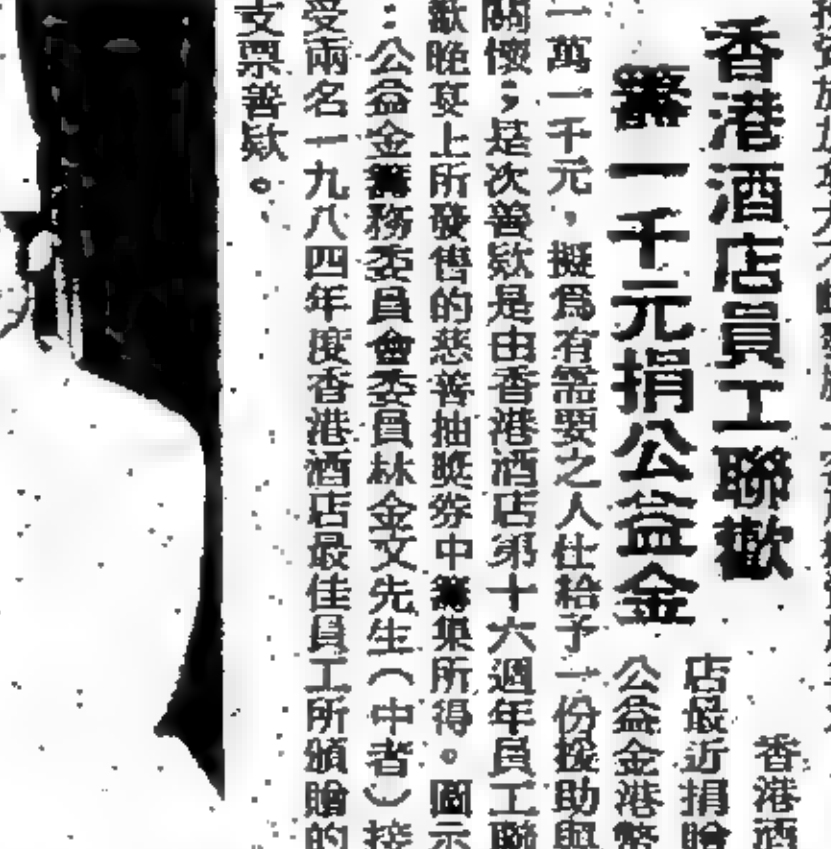 香港酒店員工聯歡
籌一千元捐公益金
香港酒
店最近捐贈
公益金港幣
一萬一千元,擬爲有需要之人仕給予一份援助與
關懷;是次善欵是由香港酒店第十六週年員工聯
歡晚宴上所發售的慈善抽獎券中籌集所得。圖示
:公益金籌務委員會委員林金文先生(中者)接
受兩名一九八四年度香港酒店最佳員工所頒贈的
支票善欵。